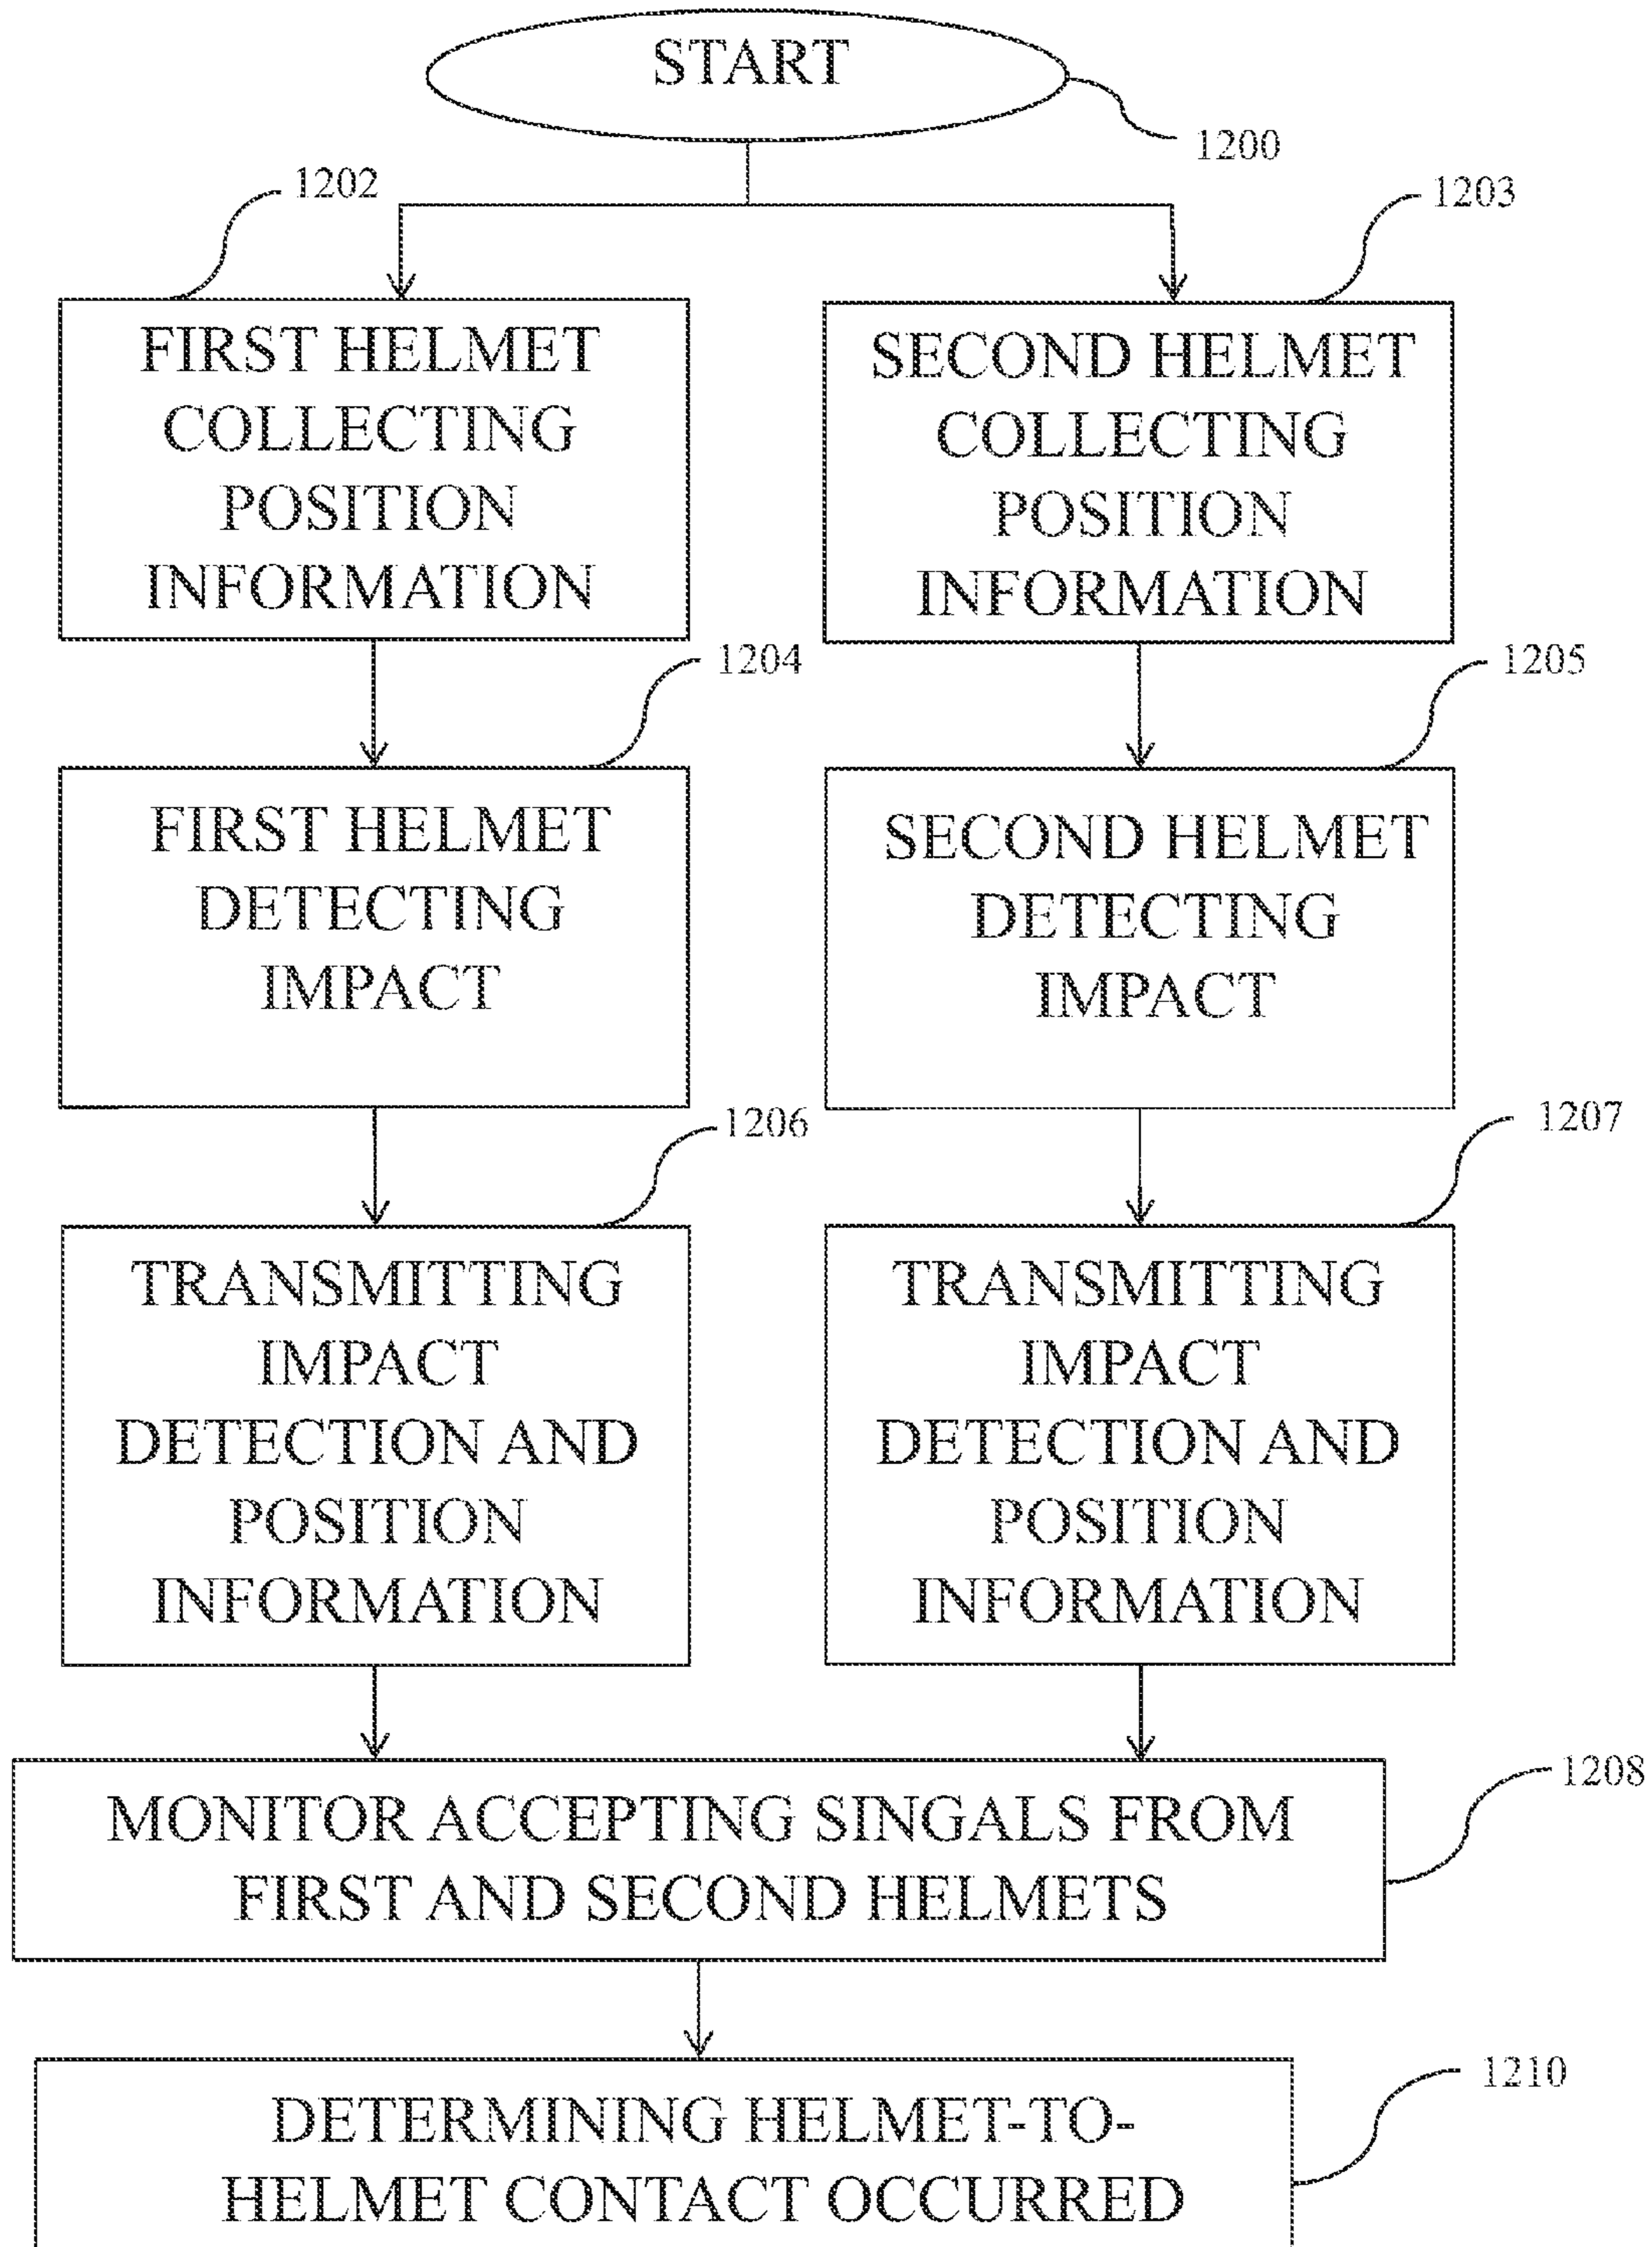 START
1200
1202
1203
FIRST HELMET
COLLECTING
POSITION
INFORMATION
SECOND HELMET
COLLECTING
POSITION
INFORMATION
1204
1205
FIRST HELMET
DETECTING
IMPACT
SECOND HELMET
DETECTING
IMPACT
1206
1207
TRANSMITTING
IMPACT
DETECTION AND
POSITION
INFORMATION
TRANSMITTING
IMPACT
DETECTION AND
POSITION
INFORMATION
1208
MONITOR ACCEPTING SINGALS FROM
FIRST AND SECOND HELMETS
1210
DETERMINING HELMET-TO-
HELMET CONTACT OCCURRED